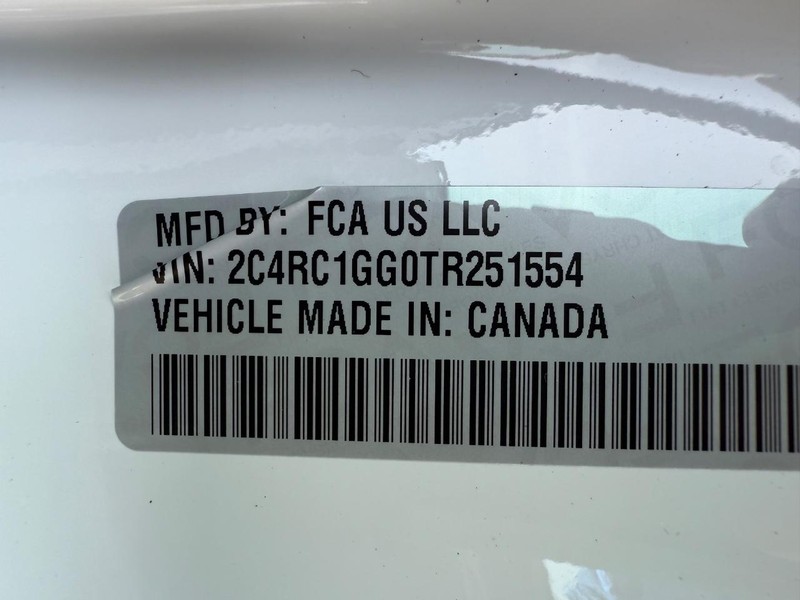 MFD BY: FCA US LLC
VIN: 2C4RC1GG0TR251554
VEHICLE MADE IN: CANADA